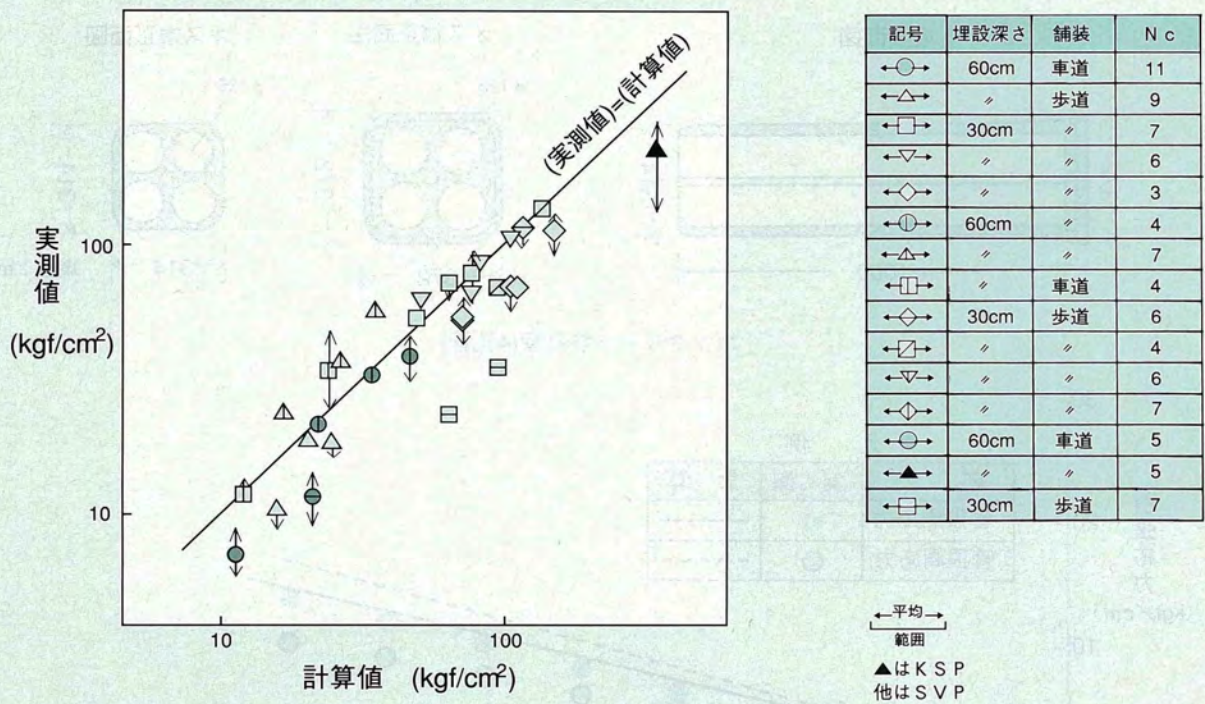 (実測値)=(計算値)
実測値
(kgf/cm²)
100
10
10
100
計算値 (kgf/cm²)
記号 埋設深さ 舗装 Nc
60cm 車道 11
〃 歩道 9
30cm 〃 7
〃 〃 6
〃 〃 3
60cm 〃 4
〃 〃 7
〃 車道 4
30cm 歩道 6
〃 〃 4
〃 〃 6
〃 〃 7
60cm 車道 5
〃 〃 5
30cm 歩道 7
平均
範囲
▲はKSP
他はSVP